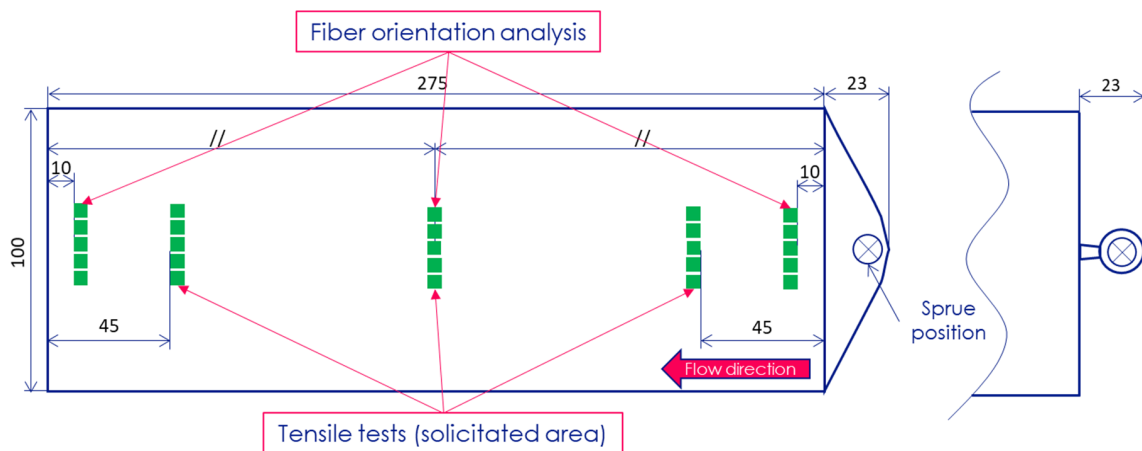 Fiber orientation analysis
275
23
23
//
//
10
10
100
45
45
Sprue
position
Flow direction
Tensile tests (solicitated area)